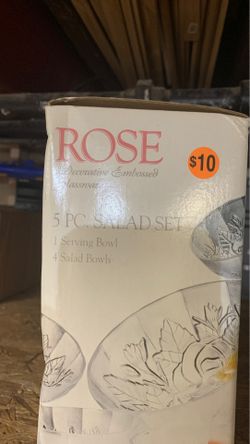 ROSE
$10
Decorative Embossed
Glassware
5 PC. SALAD SET
1 Serving Bowl
4 Salad Bowls